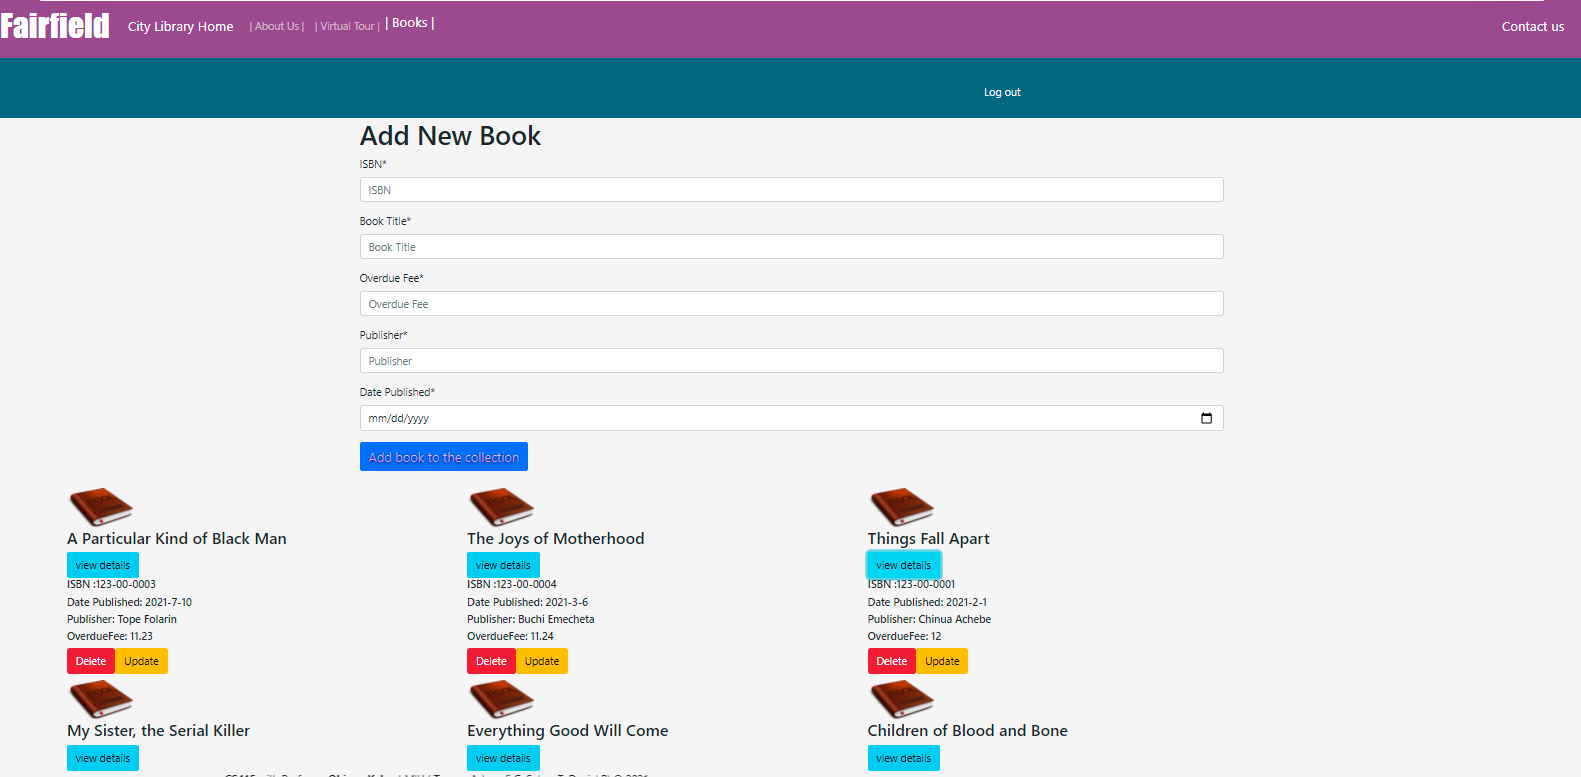 Fairfield City Library Home | About Us | | Virtual Tour | | Books | Contact us
Log out
Add New Book
ISBN*
ISBN
Book Title*
Book Title
Overdue Fee*
Overdue Fee
Publisher*
Publisher
Date Published*
mm/dd/yyyy
Add book to the collection
A Particular Kind of Black Man
view details
ISBN :123-00-0003
Date Published: 2021-7-10
Publisher: Tope Folarin
OverdueFee: 11.23
Delete Update
The Joys of Motherhood
view details
ISBN :123-00-0004
Date Published: 2021-3-6
Publisher: Buchi Emecheta
OverdueFee: 11.24
Delete Update
Things Fall Apart
view details
ISBN :123-00-0001
Date Published: 2021-2-1
Publisher: Chinua Achebe
OverdueFee: 12
Delete Update
My Sister, the Serial Killer
view details
Everything Good Will Come
view details
Children of Blood and Bone
view details